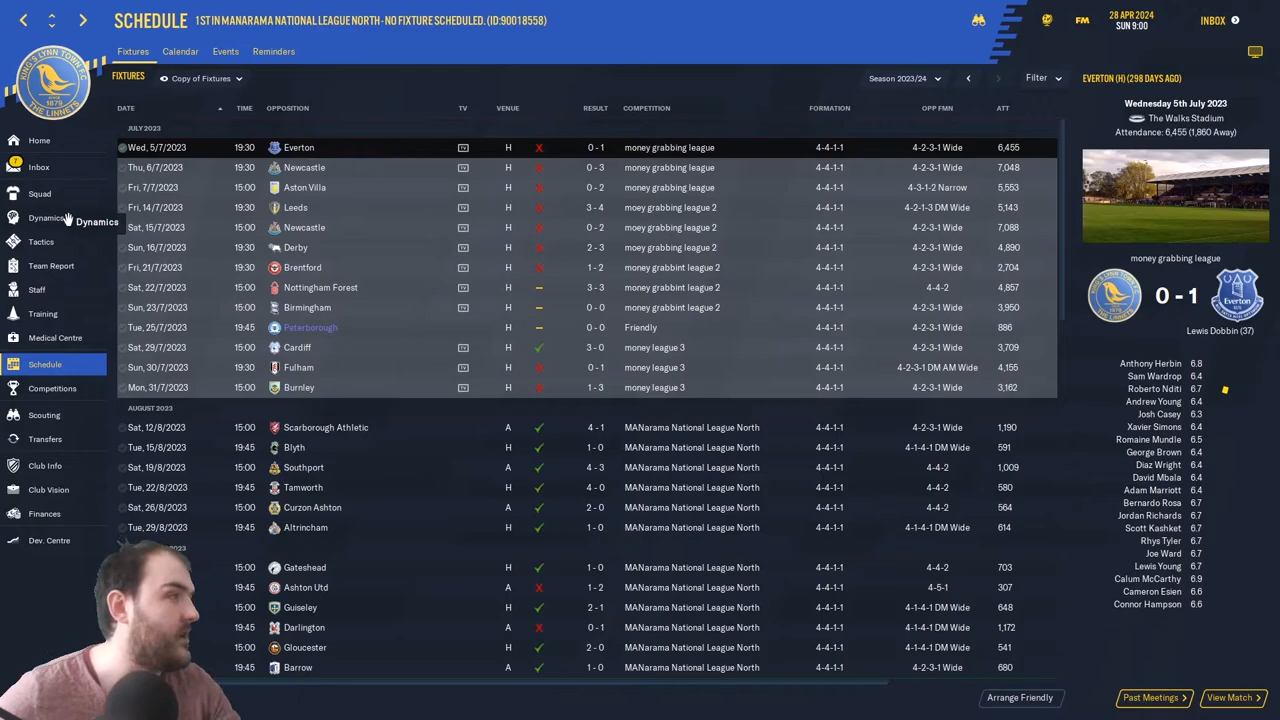 SCHEDULE
1ST IN MANARAMA NATIONAL LEAGUE NORTH - NO FIXTURE SCHEDULED. (ID:90018558)
FM
28 APR 2024
SUN 9:00
INBOX
Fixtures Calendar Events Reminders
FIXTURES Copy of Fixtures Season 2023/24 Filter
KING'S LYNN TOWN F.C.
SINCE
1879
THE LINNETS
Home
7
Inbox
Squad
Dynamics
Dynamics
Tactics
Team Report
Staff
Training
Medical Centre
Schedule
Competitions
Scouting
Transfers
Club Info
Club Vision
Finances
Dev. Centre
DATE TIME OPPOSITION TV VENUE RESULT COMPETITION FORMATION OPP FMN ATT
JULY 2023
Wed, 5/7/2023 19:30 Everton TV H X 0 - 1 money grabbing league 4-4-1-1 4-2-3-1 Wide 6,455
Thu, 6/7/2023 19:30 Newcastle TV H X 0 - 3 money grabbing league 4-4-1-1 4-2-3-1 Wide 7,048
Fri, 7/7/2023 15:00 Aston Villa TV H X 0 - 2 money grabbing league 4-4-1-1 4-3-1-2 Narrow 5,553
Fri, 14/7/2023 19:30 Leeds TV H X 3 - 4 moey grabbing league 2 4-4-1-1 4-2-1-3 DM Wide 5,143
Sat, 15/7/2023 15:00 Newcastle TV H X 0 - 2 moey grabbing league 2 4-4-1-1 4-2-3-1 Wide 7,088
Sun, 16/7/2023 19:30 Derby TV H X 2 - 3 moey grabbing league 2 4-4-1-1 4-2-3-1 Wide 4,890
Fri, 21/7/2023 19:30 Brentford TV H X 1 - 2 money grabbint league 2 4-4-1-1 4-2-3-1 Wide 2,704
Sat, 22/7/2023 15:00 Nottingham Forest TV H – 3 - 3 money grabbint league 2 4-4-1-1 4-4-2 4,857
Sun, 23/7/2023 15:00 Birmingham TV H – 0 - 0 money grabbint league 2 4-4-1-1 4-2-3-1 Wide 3,950
Tue, 25/7/2023 19:45 Peterborough H – 0 - 0 Friendly 4-4-1-1 4-2-3-1 Wide 886
Sat, 29/7/2023 15:00 Cardiff TV H ✓ 3 - 0 money league 3 4-4-1-1 4-2-3-1 Wide 3,709
Sun, 30/7/2023 19:30 Fulham TV H X 0 - 1 money league 3 4-4-1-1 4-2-3-1 DM AM Wide 4,155
Mon, 31/7/2023 15:00 Burnley TV H X 1 - 3 money league 3 4-4-1-1 4-2-3-1 Wide 3,162
AUGUST 2023
Sat, 12/8/2023 15:00 Scarborough Athletic A ✓ 4 - 1 MANarama National League North 4-4-1-1 4-2-3-1 Wide 1,190
Tue, 15/8/2023 19:45 Blyth H ✓ 1 - 0 MANarama National League North 4-4-1-1 4-1-4-1 DM Wide 591
Sat, 19/8/2023 15:00 Southport A ✓ 4 - 3 MANarama National League North 4-4-1-1 4-4-2 1,009
Tue, 22/8/2023 19:45 Tamworth H ✓ 4 - 0 MANarama National League North 4-4-1-1 4-4-2 580
Sat, 26/8/2023 15:00 Curzon Ashton A ✓ 2 - 0 MANarama National League North 4-4-1-1 4-4-2 564
Tue, 29/8/2023 19:45 Altrincham H ✓ 1 - 0 MANarama National League North 4-4-1-1 4-1-4-1 DM Wide 614
2023
15:00 Gateshead H ✓ 1 - 0 MANarama National League North 4-4-1-1 4-4-2 703
19:45 Ashton Utd A X 1 - 2 MANarama National League North 4-4-1-1 4-5-1 307
15:00 Guiseley H ✓ 2 - 1 MANarama National League North 4-4-1-1 4-1-4-1 DM Wide 648
19:45 Darlington A X 0 - 1 MANarama National League North 4-4-1-1 4-1-4-1 DM Wide 1,172
15:00 Gloucester H ✓ 2 - 0 MANarama National League North 4-4-1-1 4-1-4-1 DM Wide 541
19:45 Barrow A ✓ 1 - 0 MANarama National League North 4-4-1-1 4-2-3-1 Wide 680
Arrange Friendly
EVERTON (H) (298 DAYS AGO)
Wednesday 5th July 2023
The Walks Stadium
Attendance: 6,455 (1,860 Away)
money grabbing league
0 - 1
Everton
1878
Lewis Dobbin (37)
Anthony Herbin 6.8
Sam Wardrop 6.4
Roberto Nditi 6.7
Andrew Young 6.4
Josh Casey 6.3
Xavier Simons 6.4
Romaine Mundle 6.5
George Brown 6.4
Diaz Wright 6.4
David Mbala 6.4
Adam Marriott 6.4
Bernardo Rosa 6.7
Jordan Richards 6.7
Scott Kashket 6.7
Rhys Tyler 6.7
Joe Ward 6.7
Lewis Young 6.7
Calum McCarthy 6.9
Cameron Esien 6.6
Connor Hampson 6.6
Past Meetings
View Match